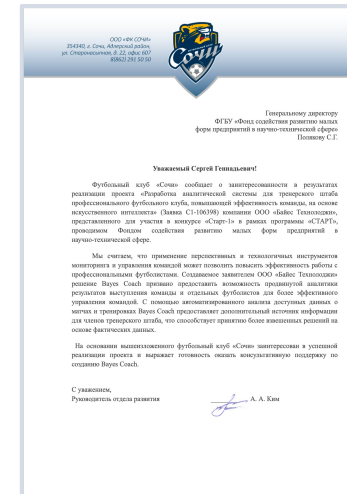 ООО «ФК СОЧИ»
354340, г. Сочи, Адлерский район,
ул. Старонасыпная, д. 22, офис 607
8(862) 291 50 50
Сочи
Генеральному директору
ФГБУ «Фонд содействия развитию малых
форм предприятий в научно-технической сфере»
Полякову С.Г.
Уважаемый Сергей Геннадьевич!
Футбольный клуб «Сочи» сообщает о заинтересованности в результатах
реализации проекта «Разработка аналитической системы для тренерского штаба
профессионального футбольного клуба, повышающей эффективность команды, на основе
искусственного интеллекта» (Заявка С1-106398) компании ООО «Байес Технолоджи»,
представленного для участия в конкурсе «Старт-1» в рамках программы «СТАРТ»,
проводимом Фондом содействия развитию малых форм предприятий в
научно-технической сфере.
Мы считаем, что применение перспективных и технологичных инструментов
мониторинга и управления командой может позволить повысить эффективность работы с
профессиональными футболистами. Создаваемое заявителем ООО «Байес Технолоджи»
решение Bayes Coach призвано предоставить возможность продвинутой аналитики
результатов выступления команды и отдельных футболистов для более эффективного
управления командой. С помощью автоматизированного анализа доступных данных о
матчах и тренировках Bayes Coach предоставляет дополнительный источник информации
для членов тренерского штаба, что способствует принятию более взвешенных решений на
основе фактических данных.
На основании вышеизложенного футбольный клуб «Сочи» заинтересован в успешной
реализации проекта и выражает готовность оказать консультативную поддержку по
созданию Bayes Coach.
С уважением,
Руководитель отдела развития А. А. Ким